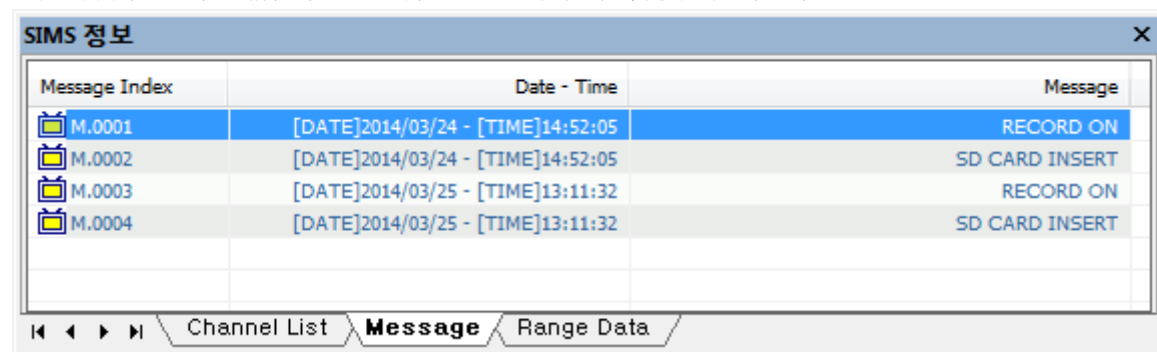 SIMS 정보
Message Index Date - Time Message
M.0001 [DATE]2014/03/24 - [TIME]14:52:05 RECORD ON
M.0002 [DATE]2014/03/24 - [TIME]14:52:05 SD CARD INSERT
M.0003 [DATE]2014/03/25 - [TIME]13:11:32 RECORD ON
M.0004 [DATE]2014/03/25 - [TIME]13:11:32 SD CARD INSERT
Channel List Message Range Data